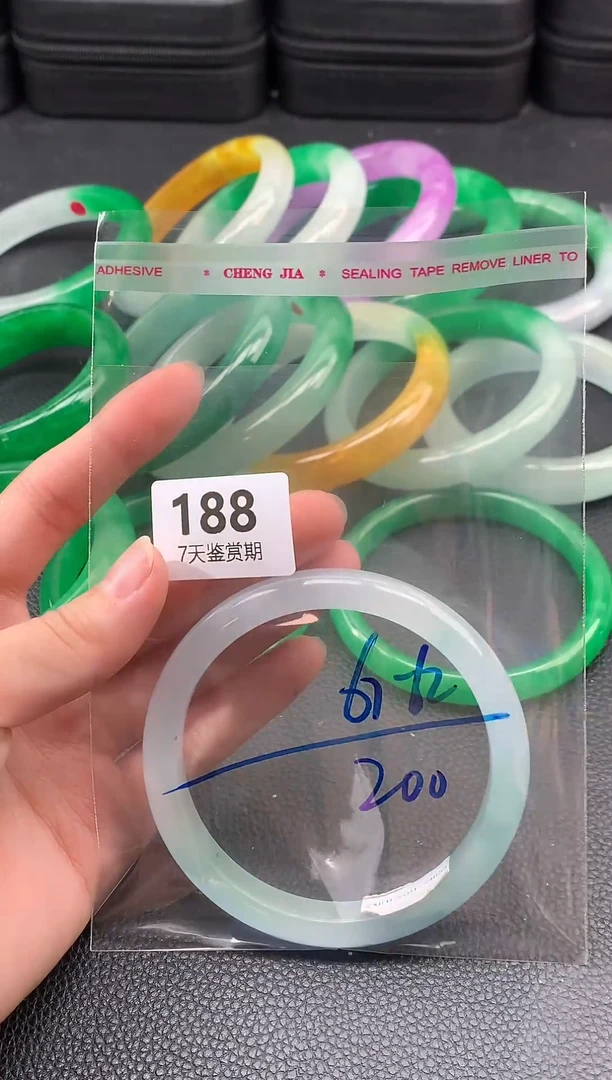 ADHESIVE * CHENG JIA * SEALING TAPE REMOVE LINER TO
188
7天鉴赏期
200